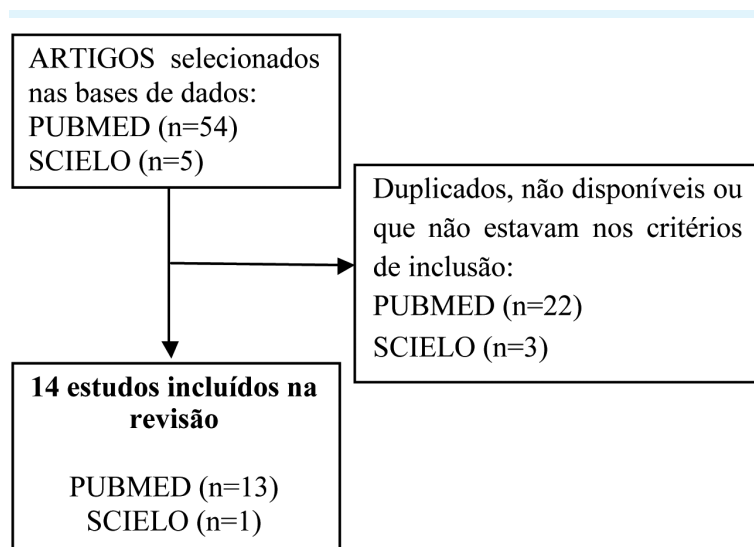 ARTIGOS selecionados
nas bases de dados:
PUBMED (n=54)
SCIELO (n=5)
Duplicados, não disponíveis ou
que não estavam nos critérios
de inclusão:
PUBMED (n=22)
SCIELO (n=3)
14 estudos incluídos na
revisão
PUBMED (n=13)
SCIELO (n=1)